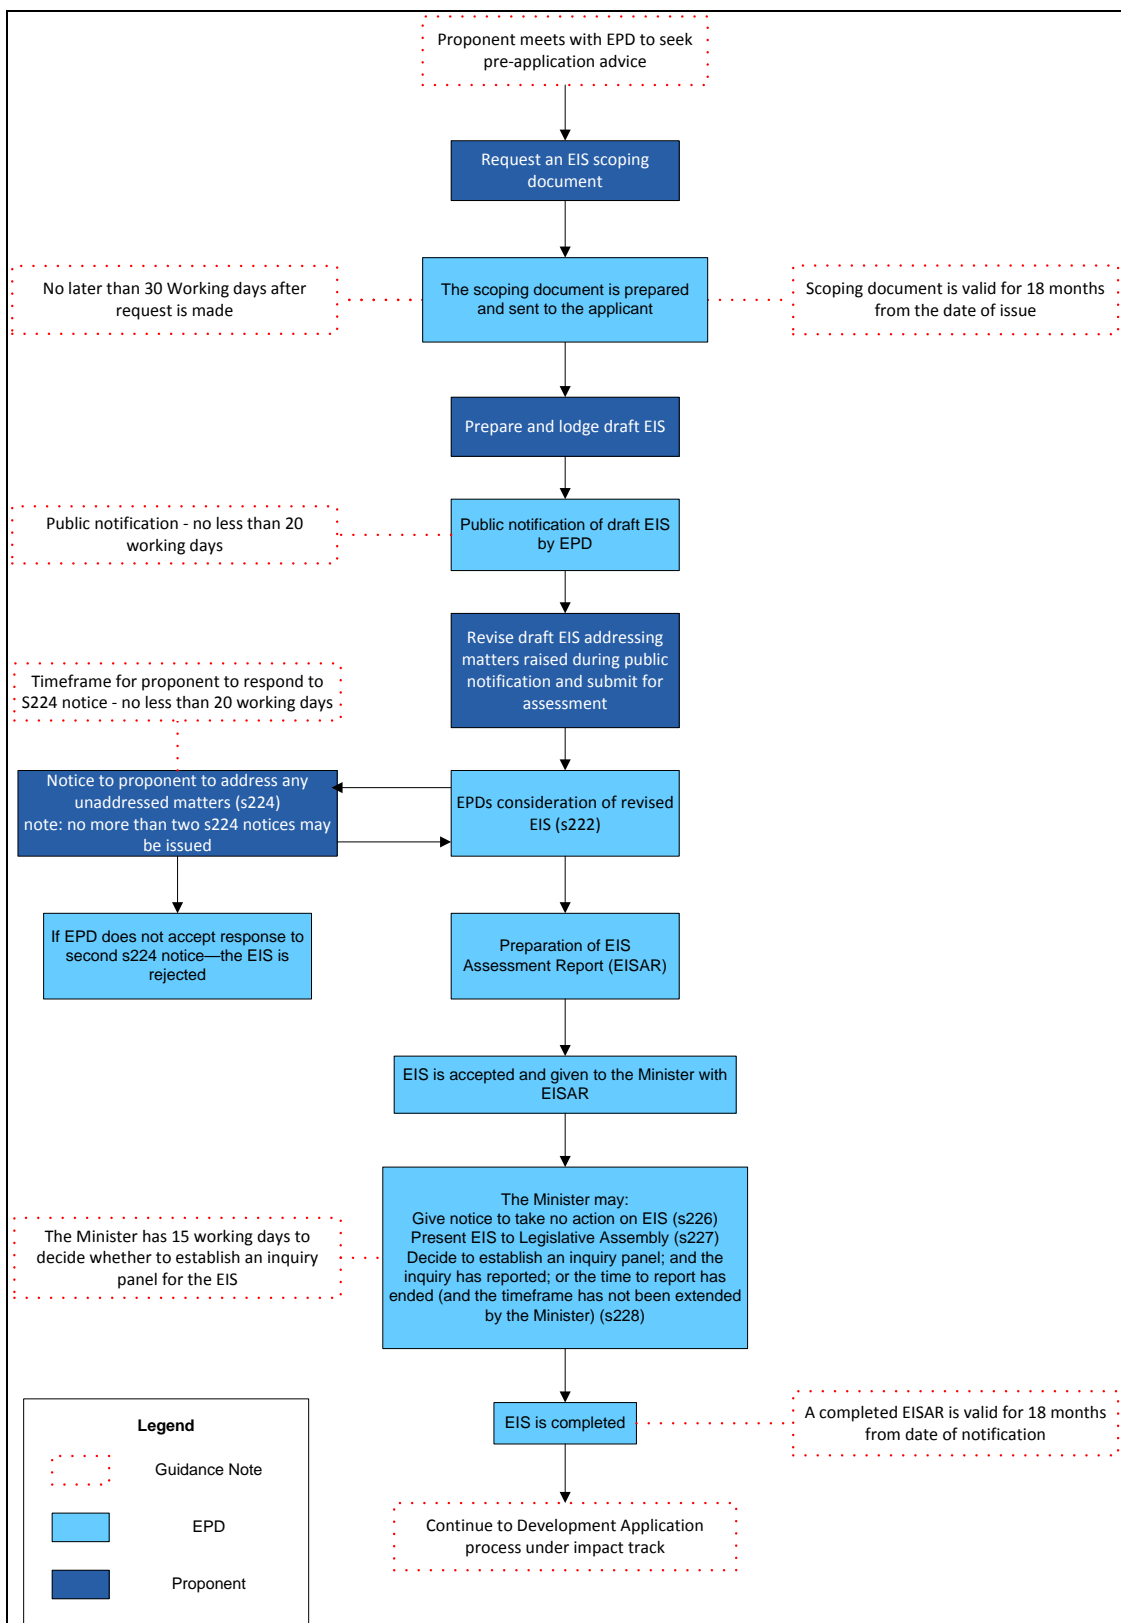 Proponent meets with EPD to seek
pre-application advice
Request an EIS scoping
document
No later than 30 Working days after
request is made
The scoping document is prepared
and sent to the applicant
Scoping document is valid for 18 months
from the date of issue
Prepare and lodge draft EIS
Public notification - no less than 20
working days
Public notification of draft EIS
by EPD
Revise draft EIS addressing
matters raised during public
notification and submit for
assessment
Timeframe for proponent to respond to
S224 notice - no less than 20 working days
Notice to proponent to address any
unaddressed matters (s224)
note: no more than two s224 notices may
be issued
EPDs consideration of revised
EIS (s222)
If EPD does not accept response to
second s224 notice—the EIS is
rejected
Preparation of EIS
Assessment Report (EISAR)
EIS is accepted and given to the Minister with
EISAR
The Minister has 15 working days to
decide whether to establish an inquiry
panel for the EIS
The Minister may:
Give notice to take no action on EIS (s226)
Present EIS to Legislative Assembly (s227)
Decide to establish an inquiry panel; and the
inquiry has reported; or the time to report has
ended (and the timeframe has not been extended
by the Minister) (s228)
EIS is completed
A completed EISAR is valid for 18 months
from date of notification
Continue to Development Application
process under impact track
Legend
Guidance Note
EPD
Proponent